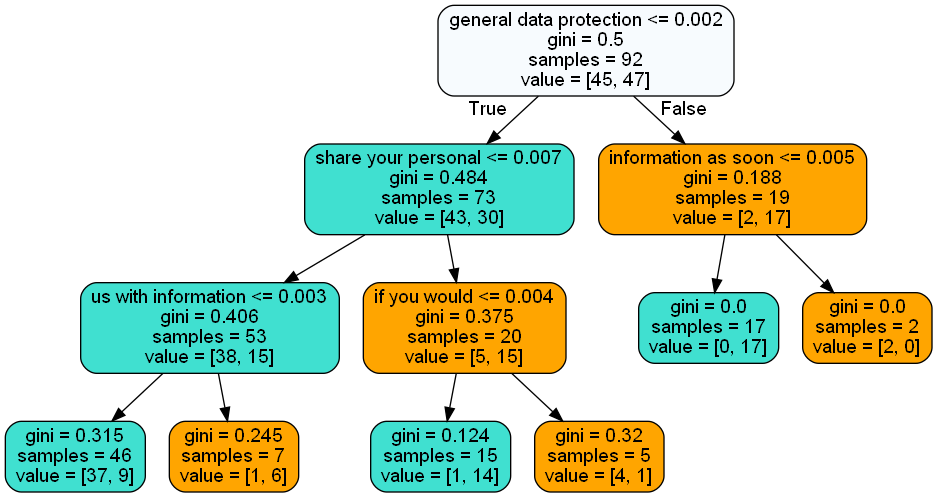 general data protection <= 0.002
gini = 0.5
samples = 92
value = [45, 47]
True
False
share your personal <= 0.007
gini = 0.484
samples = 73
value = [43, 30]
information as soon <= 0.005
gini = 0.188
samples = 19
value = [2, 17]
us with information <= 0.003
gini = 0.406
samples = 53
value = [38, 15]
if you would <= 0.004
gini = 0.375
samples = 20
value = [5, 15]
gini = 0.0
samples = 17
value = [0, 17]
gini = 0.0
samples = 2
value = [2, 0]
gini = 0.315
samples = 46
value = [37, 9]
gini = 0.245
samples = 7
value = [1, 6]
gini = 0.124
samples = 15
value = [1, 14]
gini = 0.32
samples = 5
value = [4, 1]